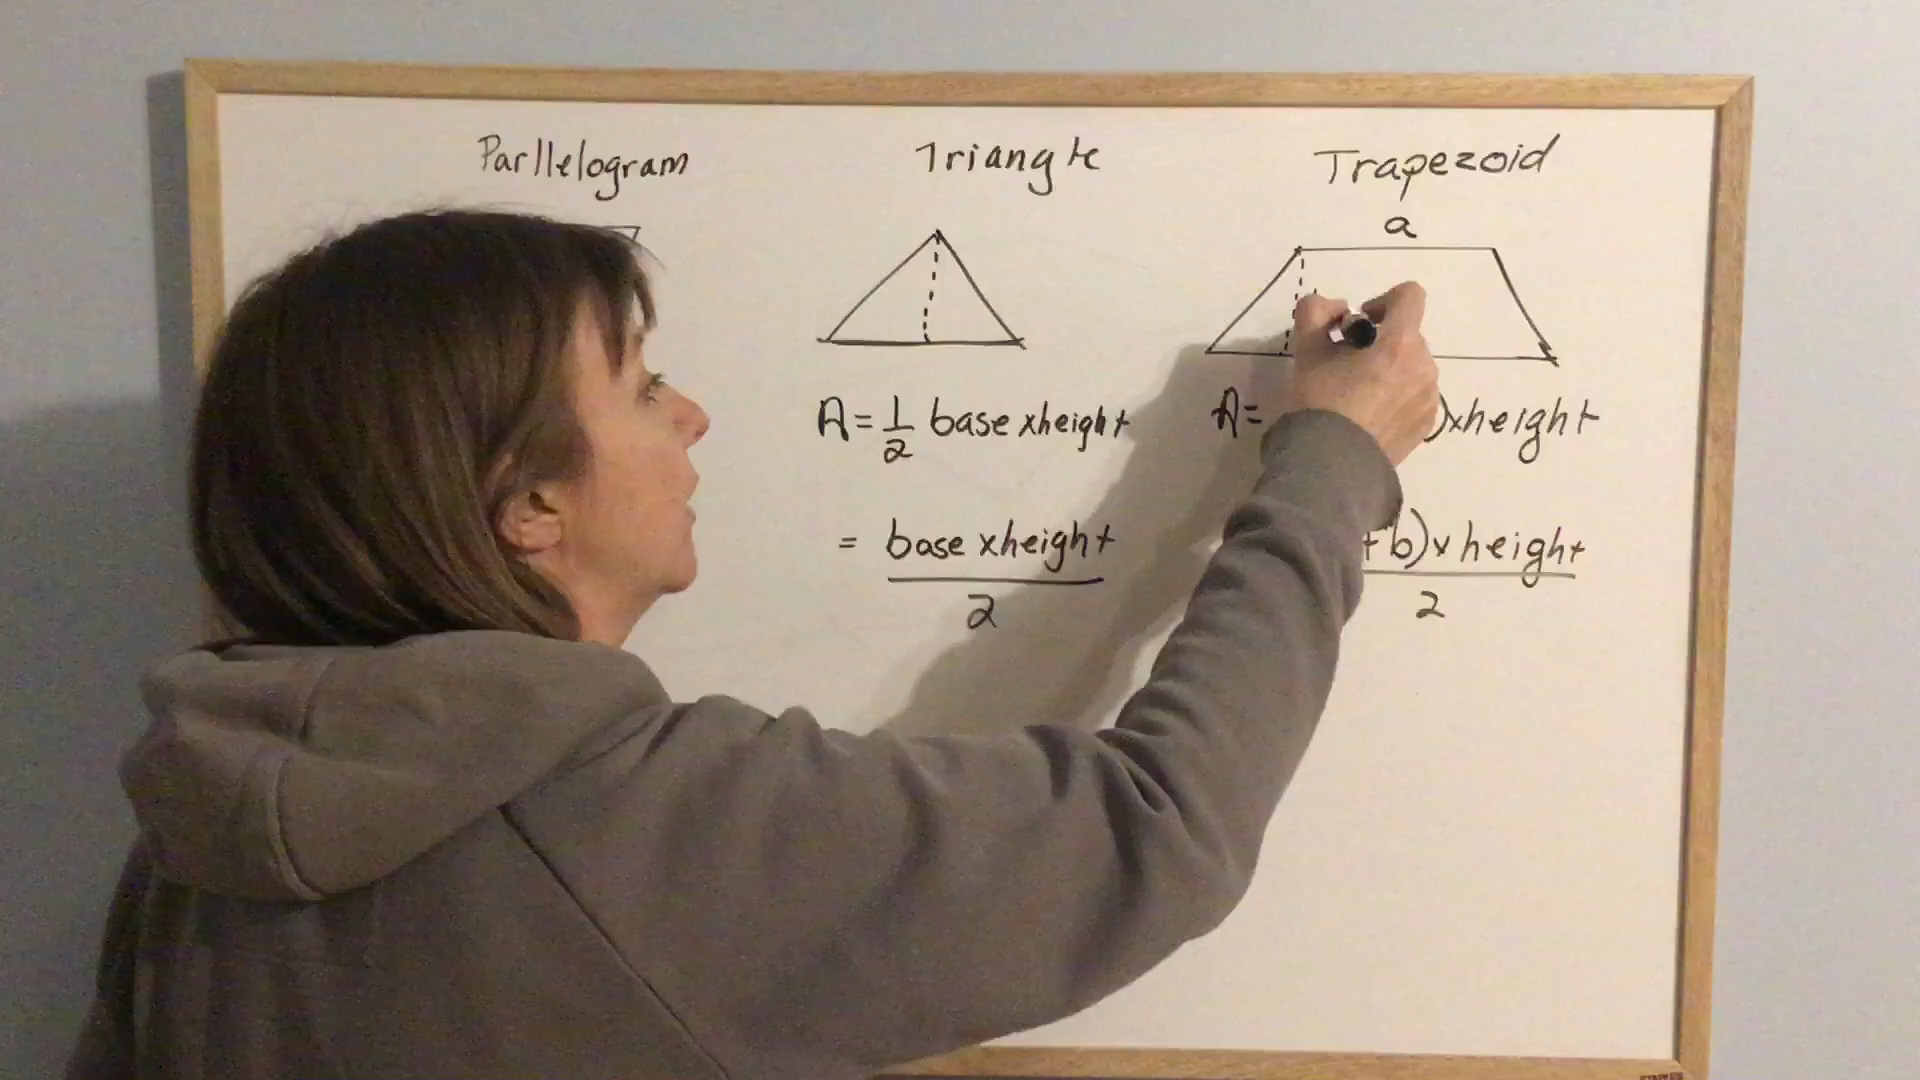 Parllelogram
Triangle
Trapezoid
a
A = 1/2 base x height
= base x height
2
A = ) x height
+ b) x height
2